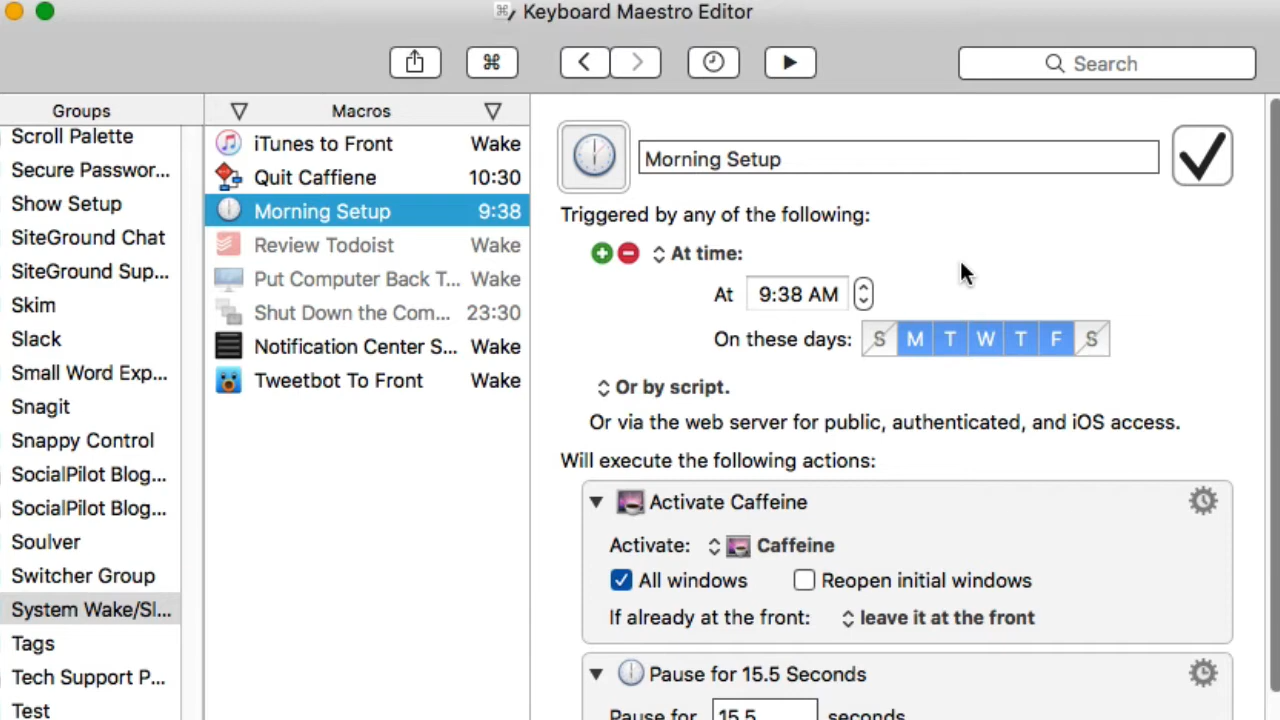 Keyboard Maestro Editor
Search
Groups
Scroll Palette
Secure Passwor...
Show Setup
SiteGround Chat
SiteGround Sup...
Skim
Slack
Small Word Exp...
Snagit
Snappy Control
SocialPilot Blog...
SocialPilot Blog...
Soulver
Switcher Group
System Wake/Sl...
Tags
Tech Support P...
Test
Macros
iTunes to Front Wake
Quit Caffiene 10:30
Morning Setup 9:38
Review Todoist Wake
Put Computer Back T... Wake
Shut Down the Com... 23:30
Notification Center S... Wake
Tweetbot To Front Wake
Morning Setup
Triggered by any of the following:
At time:
At 9:38 AM
On these days: S M T W T F S
Or by script.
Or via the web server for public, authenticated, and iOS access.
Will execute the following actions:
Activate Caffeine
Activate: Caffeine
All windows Reopen initial windows
If already at the front: leave it at the front
Pause for 15.5 Seconds
Pause for 15.5 seconds